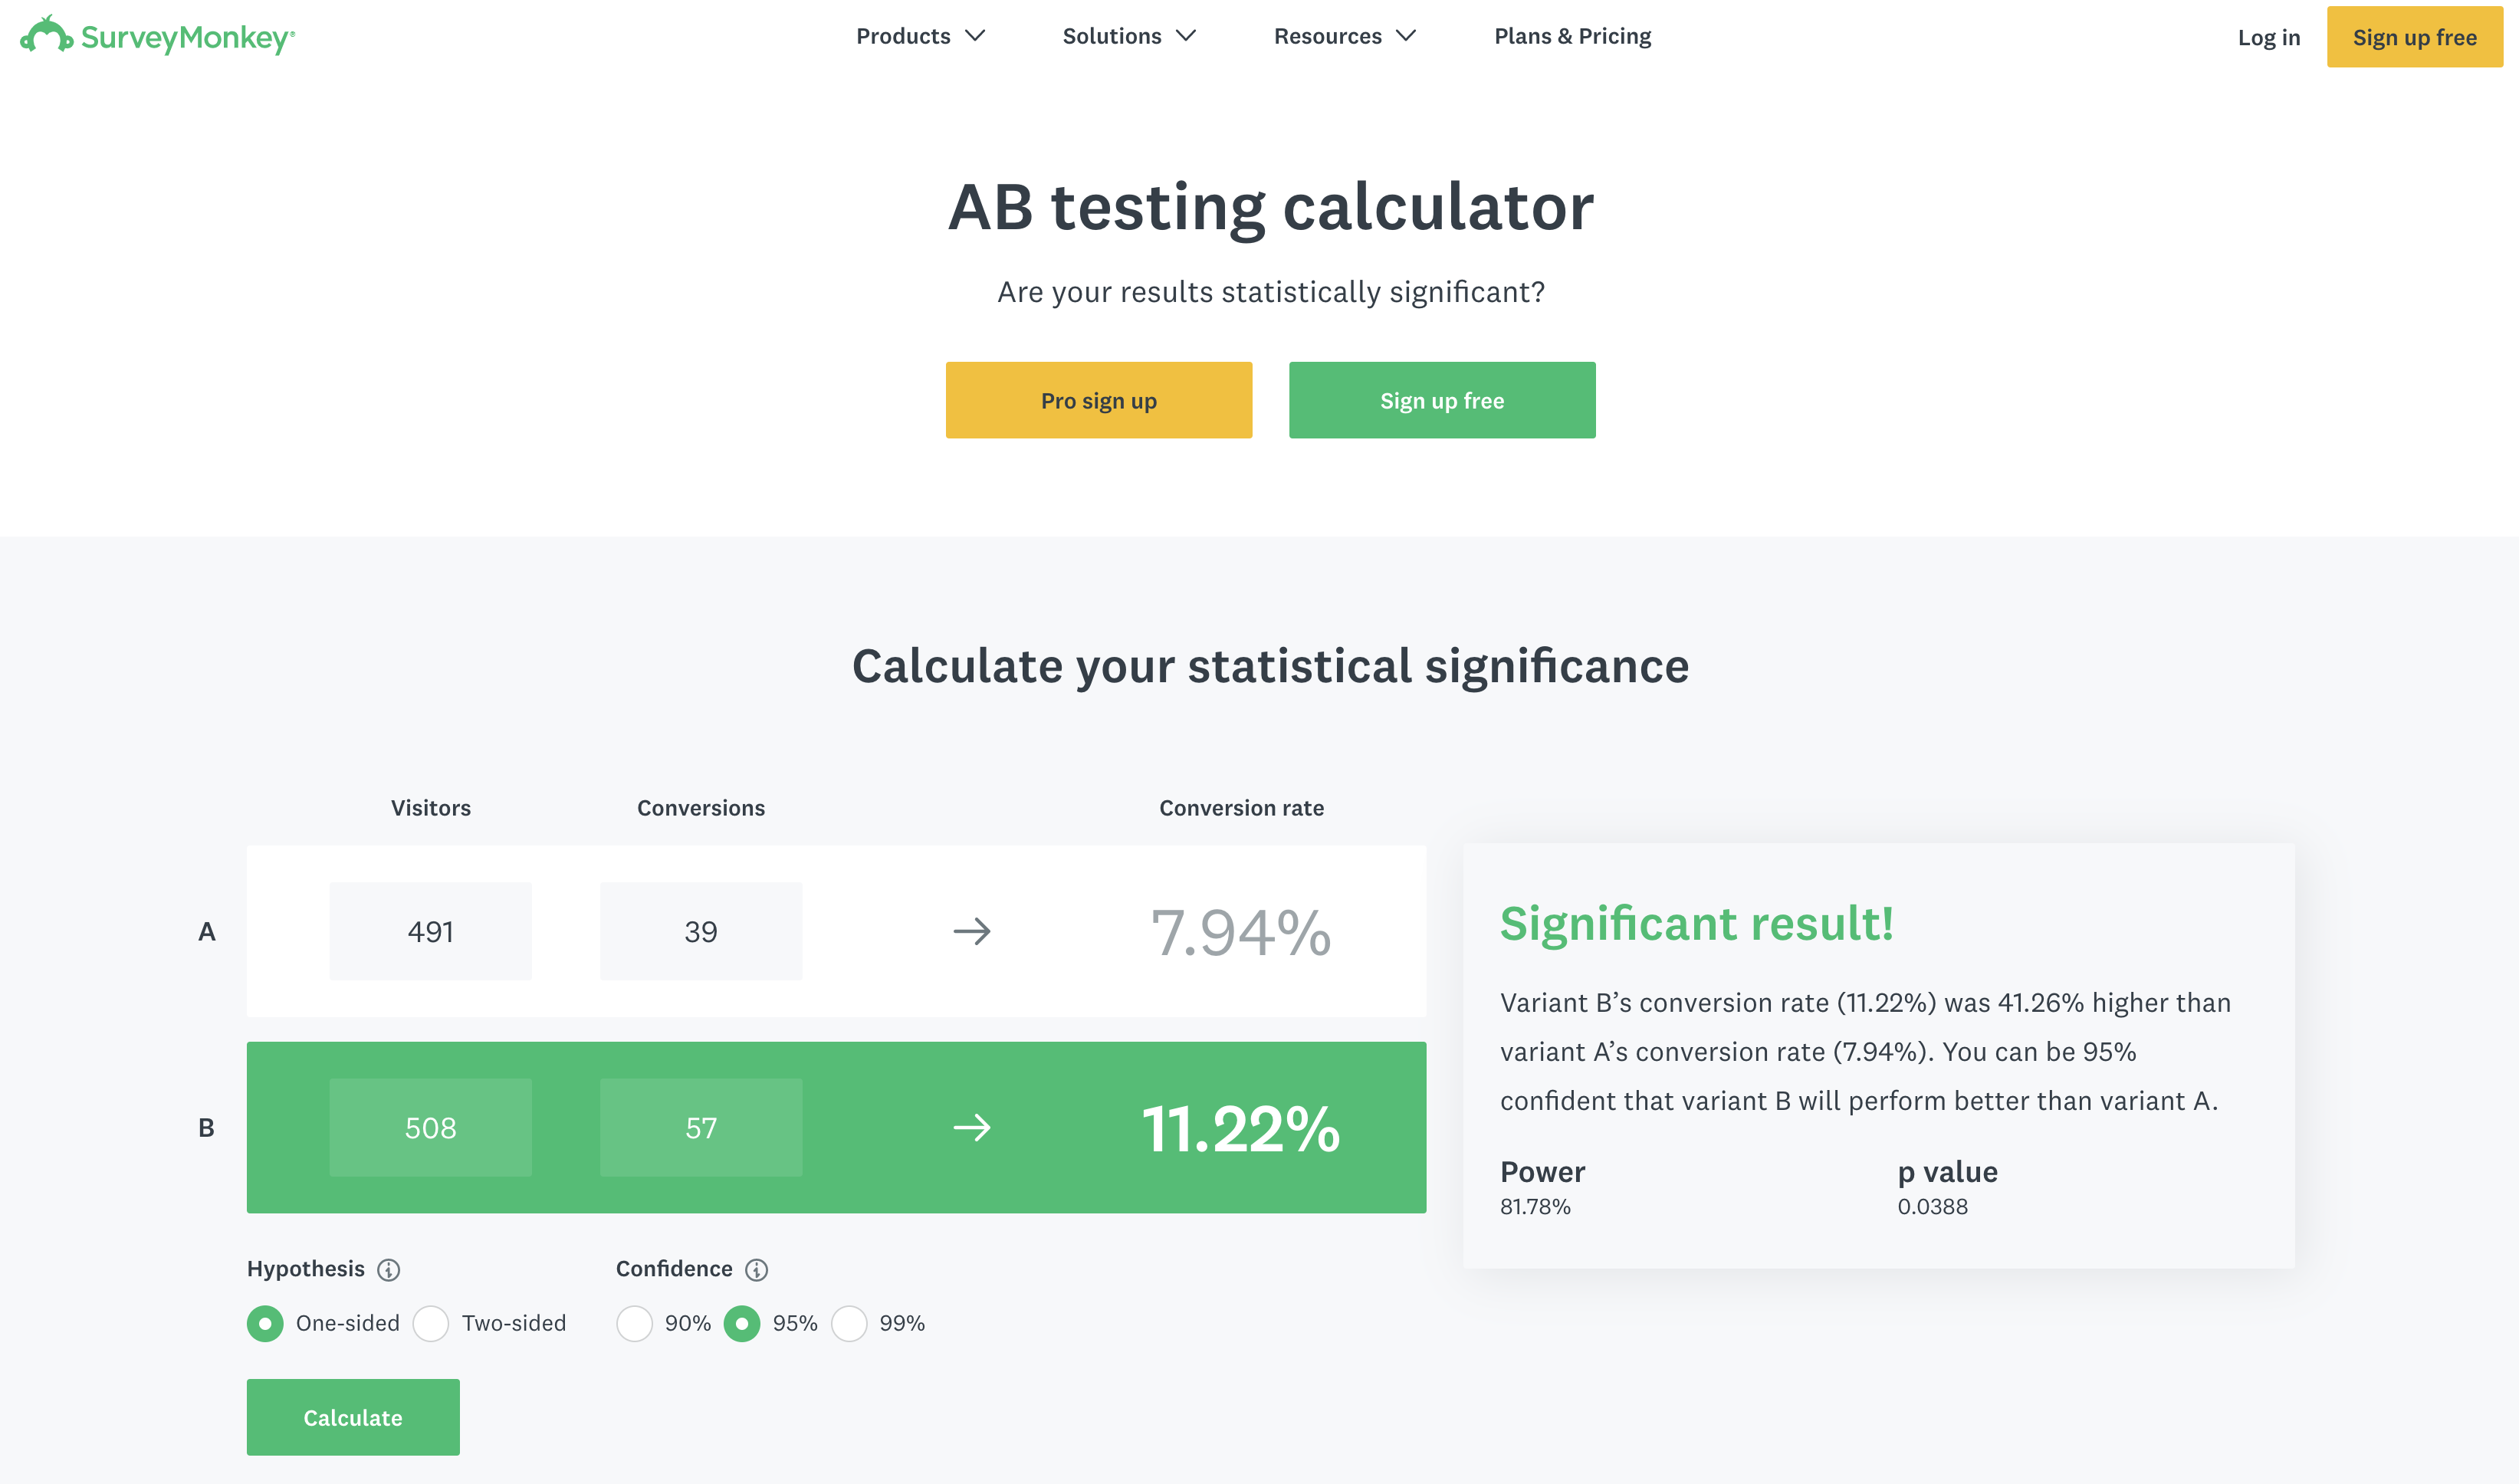 SurveyMonkey®
Products
Solutions
Resources
Plans & Pricing
Log in
Sign up free
AB testing calculator
Are your results statistically significant?
Pro sign up
Sign up free
Calculate your statistical significance
Visitors
Conversions
Conversion rate
A
491
39
→
7.94%
B
508
57
→
11.22%
Significant result!
Variant B’s conversion rate (11.22%) was 41.26% higher than
variant A’s conversion rate (7.94%). You can be 95%
confident that variant B will perform better than variant A.
Power
81.78%
p value
0.0388
Hypothesis
One-sided
Two-sided
Confidence
90%
95%
99%
Calculate